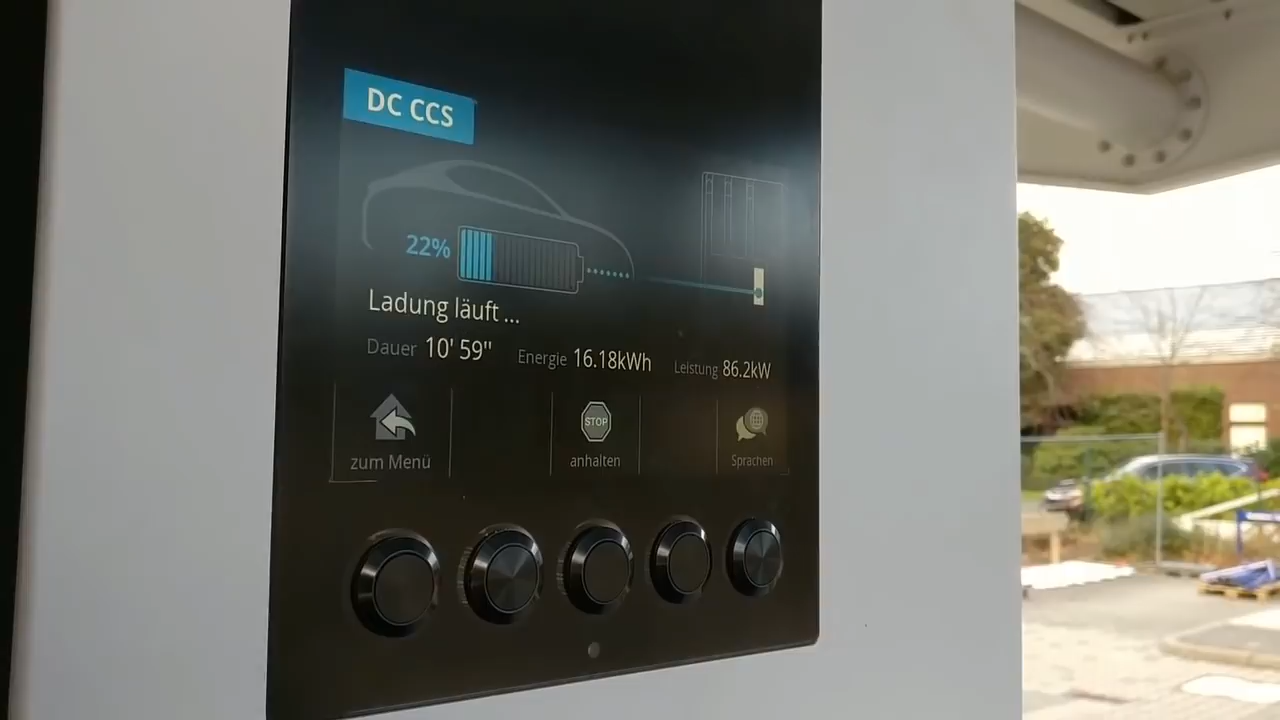 DC CCS
22%
Ladung läuft ...
Dauer 10' 59" Energie 16.18kWh Leistung 86.2kW
STOP
zum Menü anhalten Sprachen